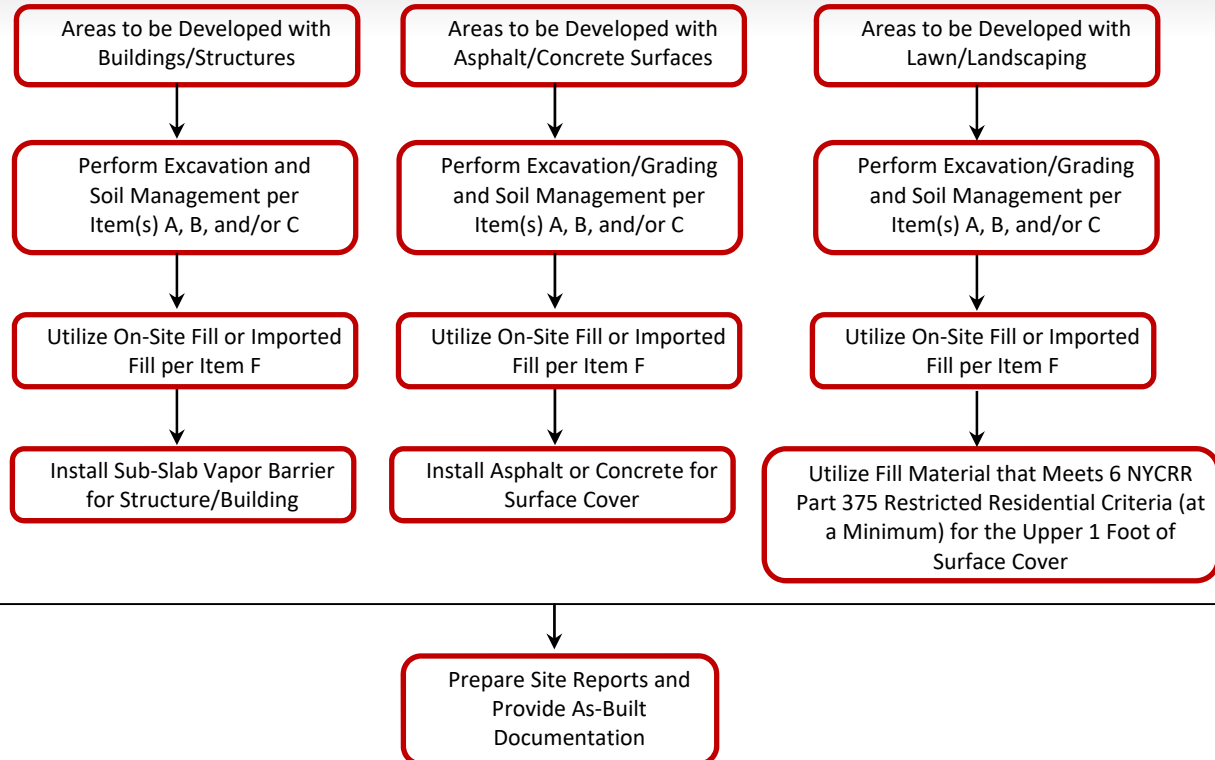 Areas to be Developed with
Buildings/Structures
Areas to be Developed with
Asphalt/Concrete Surfaces
Areas to be Developed with
Lawn/Landscaping
Perform Excavation and
Soil Management per
Item(s) A, B, and/or C
Perform Excavation/Grading
and Soil Management per
Item(s) A, B, and/or C
Perform Excavation/Grading
and Soil Management per
Item(s) A, B, and/or C
Utilize On-Site Fill or Imported
Fill per Item F
Utilize On-Site Fill or Imported
Fill per Item F
Utilize On-Site Fill or Imported
Fill per Item F
Install Sub-Slab Vapor Barrier
for Structure/Building
Install Asphalt or Concrete for
Surface Cover
Utilize Fill Material that Meets 6 NYCRR
Part 375 Restricted Residential Criteria (at
a Minimum) for the Upper 1 Foot of
Surface Cover
Prepare Site Reports and
Provide As-Built
Documentation